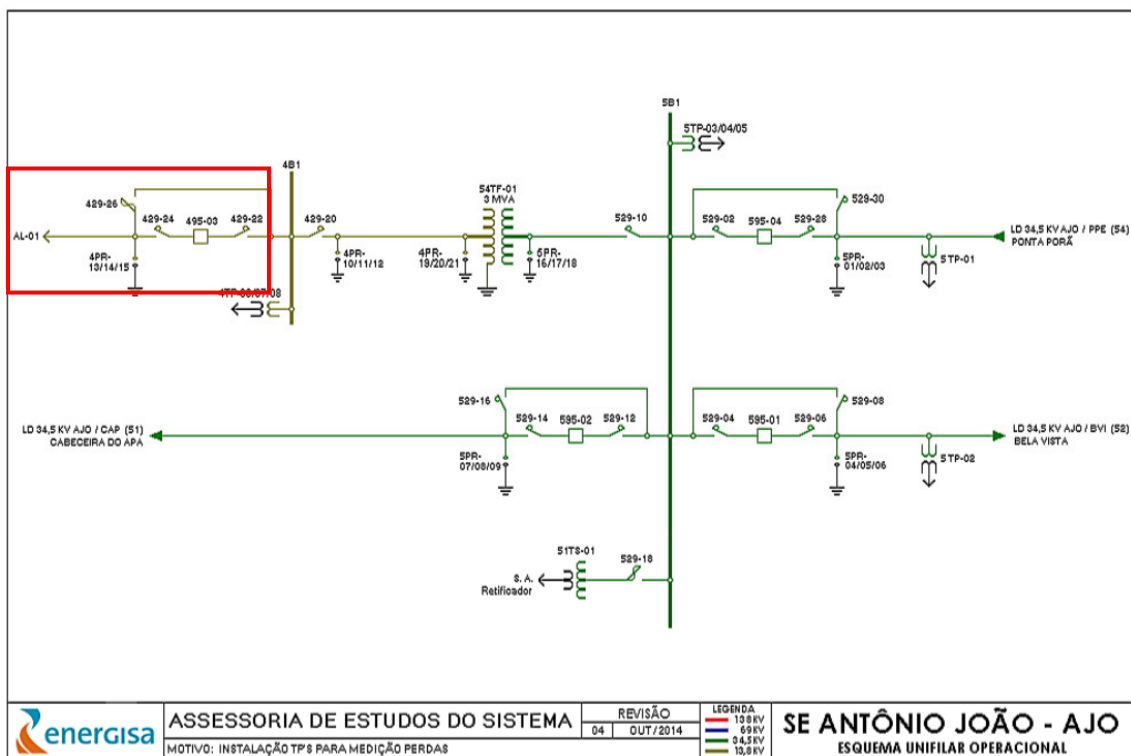 5B1
5TP-03/04/05
4B1
54TF-01
3 MVA
429-26
429-24
495-03
429-22
429-20
529-10
529-02
595-04
529-28
529-30
AL-01
LD 34,5 KV AJO / PPE (54)
PONTA PORÃ
4PR-
13/14/15
4PR-
10/11/12
4PR-
19/20/21
5PR-
16/17/18
5PR-
01/02/03
5TP-01
4TP-06/07/08
529-16
529-14
595-02
529-12
529-04
595-01
529-06
529-08
LD 34,5 KV AJO / CAP (51)
CABECEIRA DO APA
LD 34,5 KV AJO / BVI (52)
BELA VISTA
5PR-
07/08/09
5PR-
04/05/06
5TP-02
51TS-01
529-18
S. A.
Retificador
energisa
ASSESSORIA DE ESTUDOS DO SISTEMA
MOTIVO: INSTALAÇÃO TP'S PARA MEDIÇÃO PERDAS
REVISÃO
04 OUT/2014
LEGENDA
138KV
69KV
34,5KV
13,8KV
SE ANTÔNIO JOÃO - AJO
ESQUEMA UNIFILAR OPERACIONAL